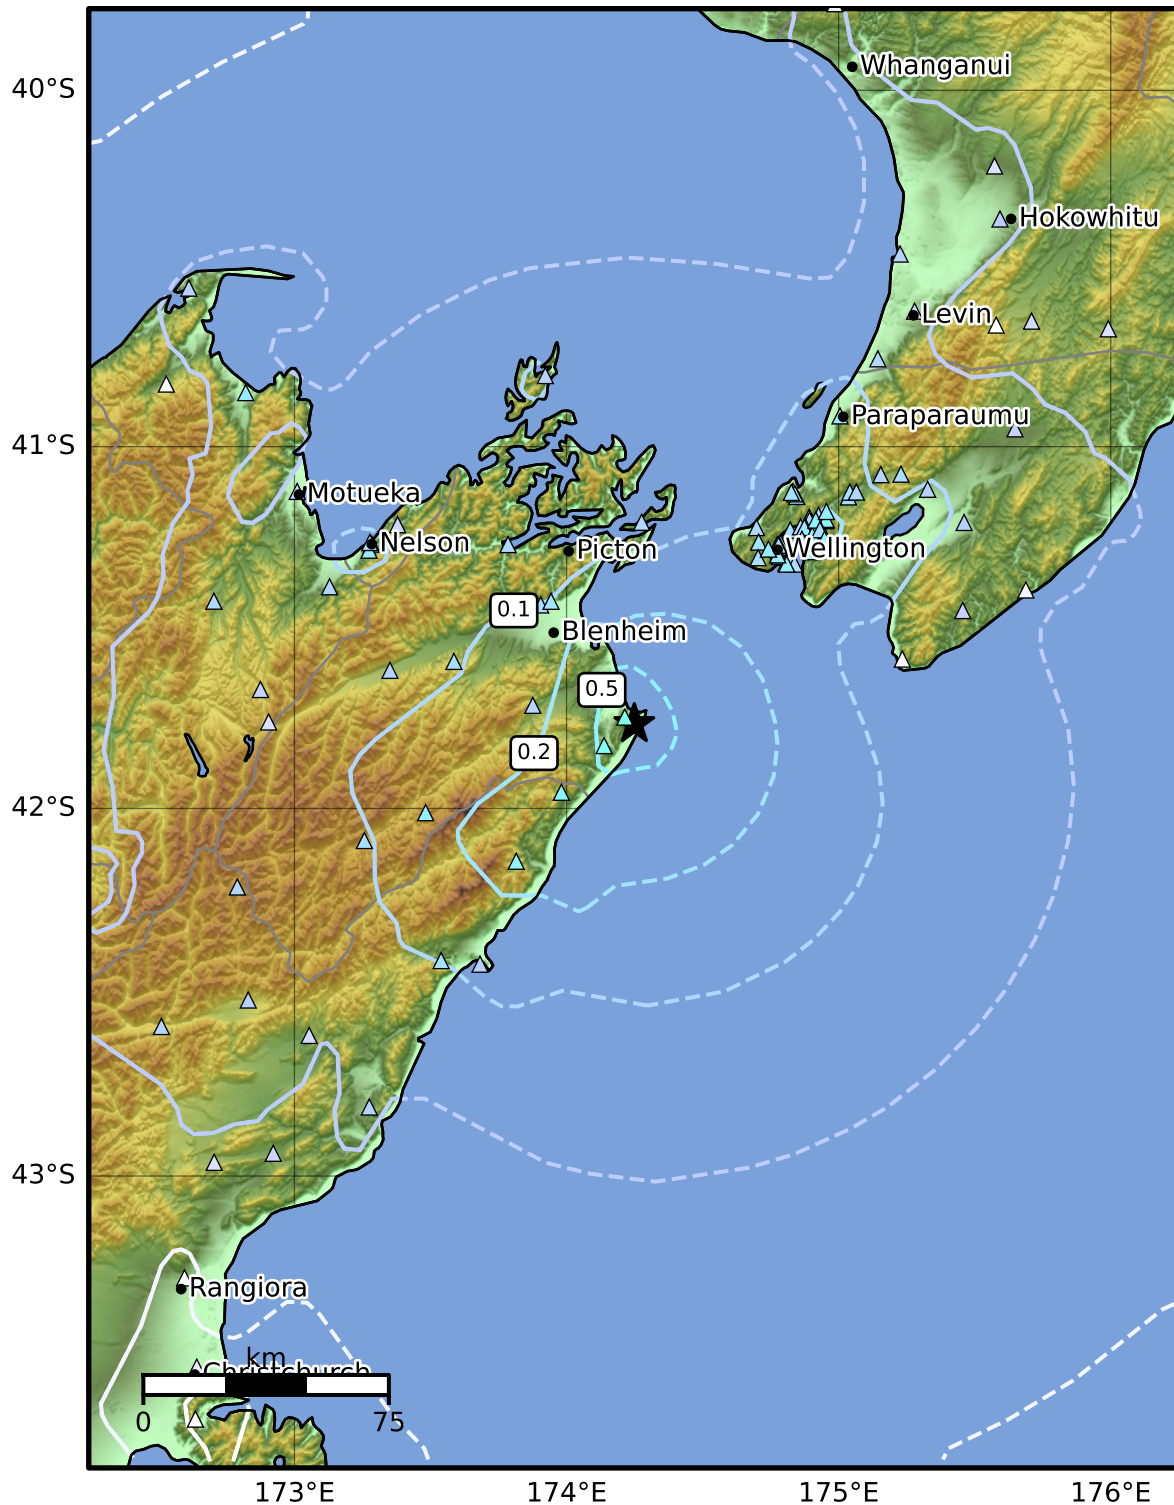 40°S
Whanganui
Hokowhitu
Levin
Paraparaumu
41°S
Motueka
Nelson
Picton
Wellington
0.1
Blenheim
0.5
0.2
42°S
43°S
Rangiora
km
Christchurch
0 75
173°E 174°E 175°E 176°E